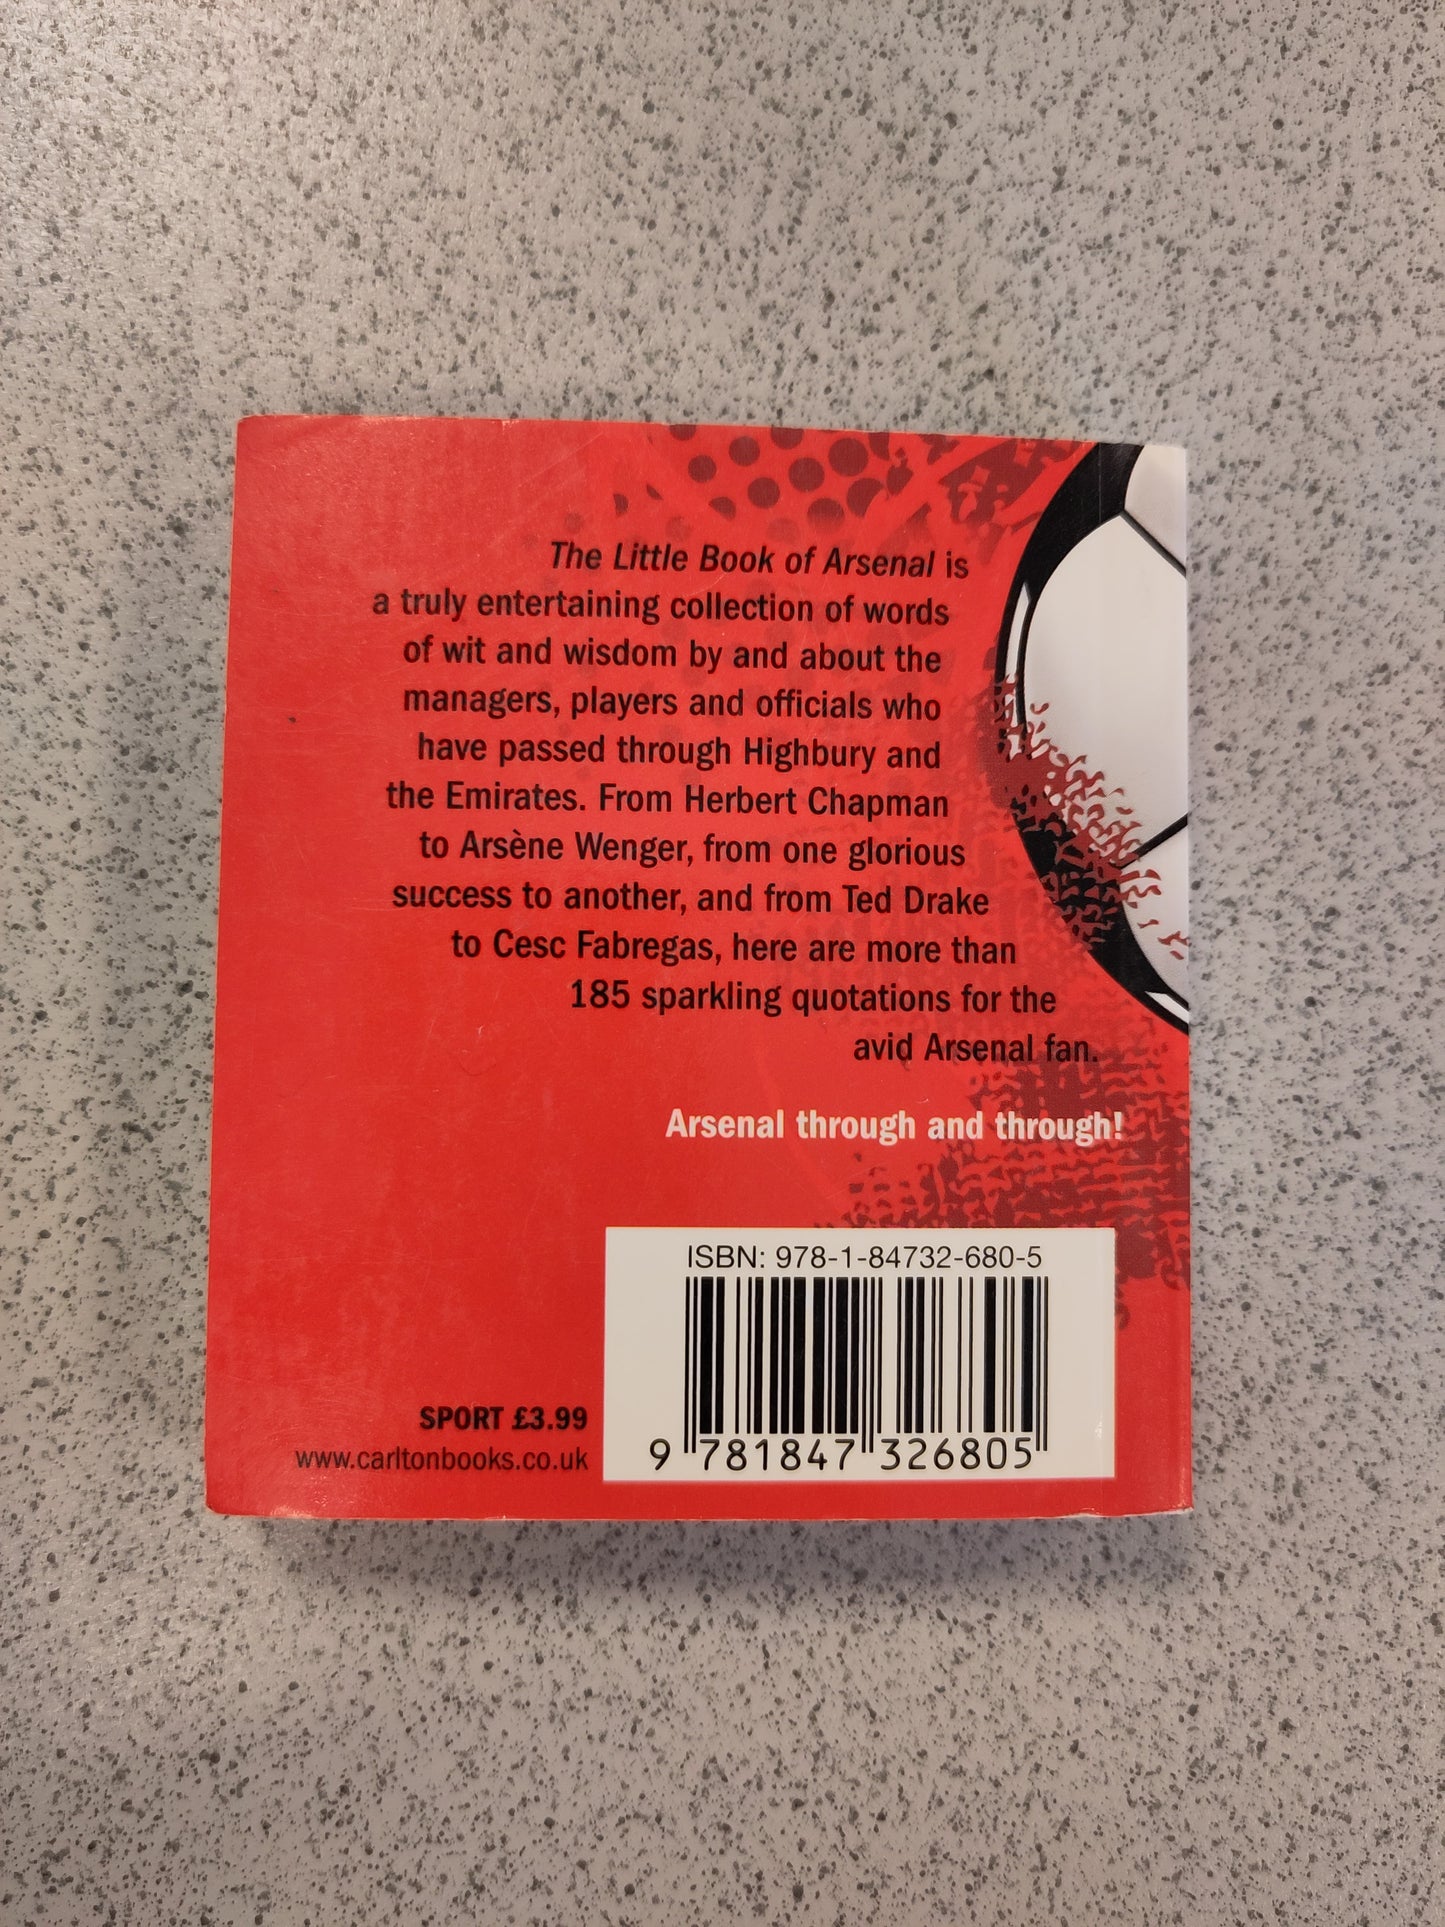 The Little Book of Arsenal is
a truly entertaining collection of words
of wit and wisdom by and about the
managers, players and officials who
have passed through Highbury and
the Emirates. From Herbert Chapman
to Arsène Wenger, from one glorious
success to another, and from Ted Drake
to Cesc Fabregas, here are more than
185 sparkling quotations for the
avid Arsenal fan.
Arsenal through and through!
ISBN: 978-1-84732-680-5
9 781847 326805
SPORT £3.99
www.carltonbooks.co.uk